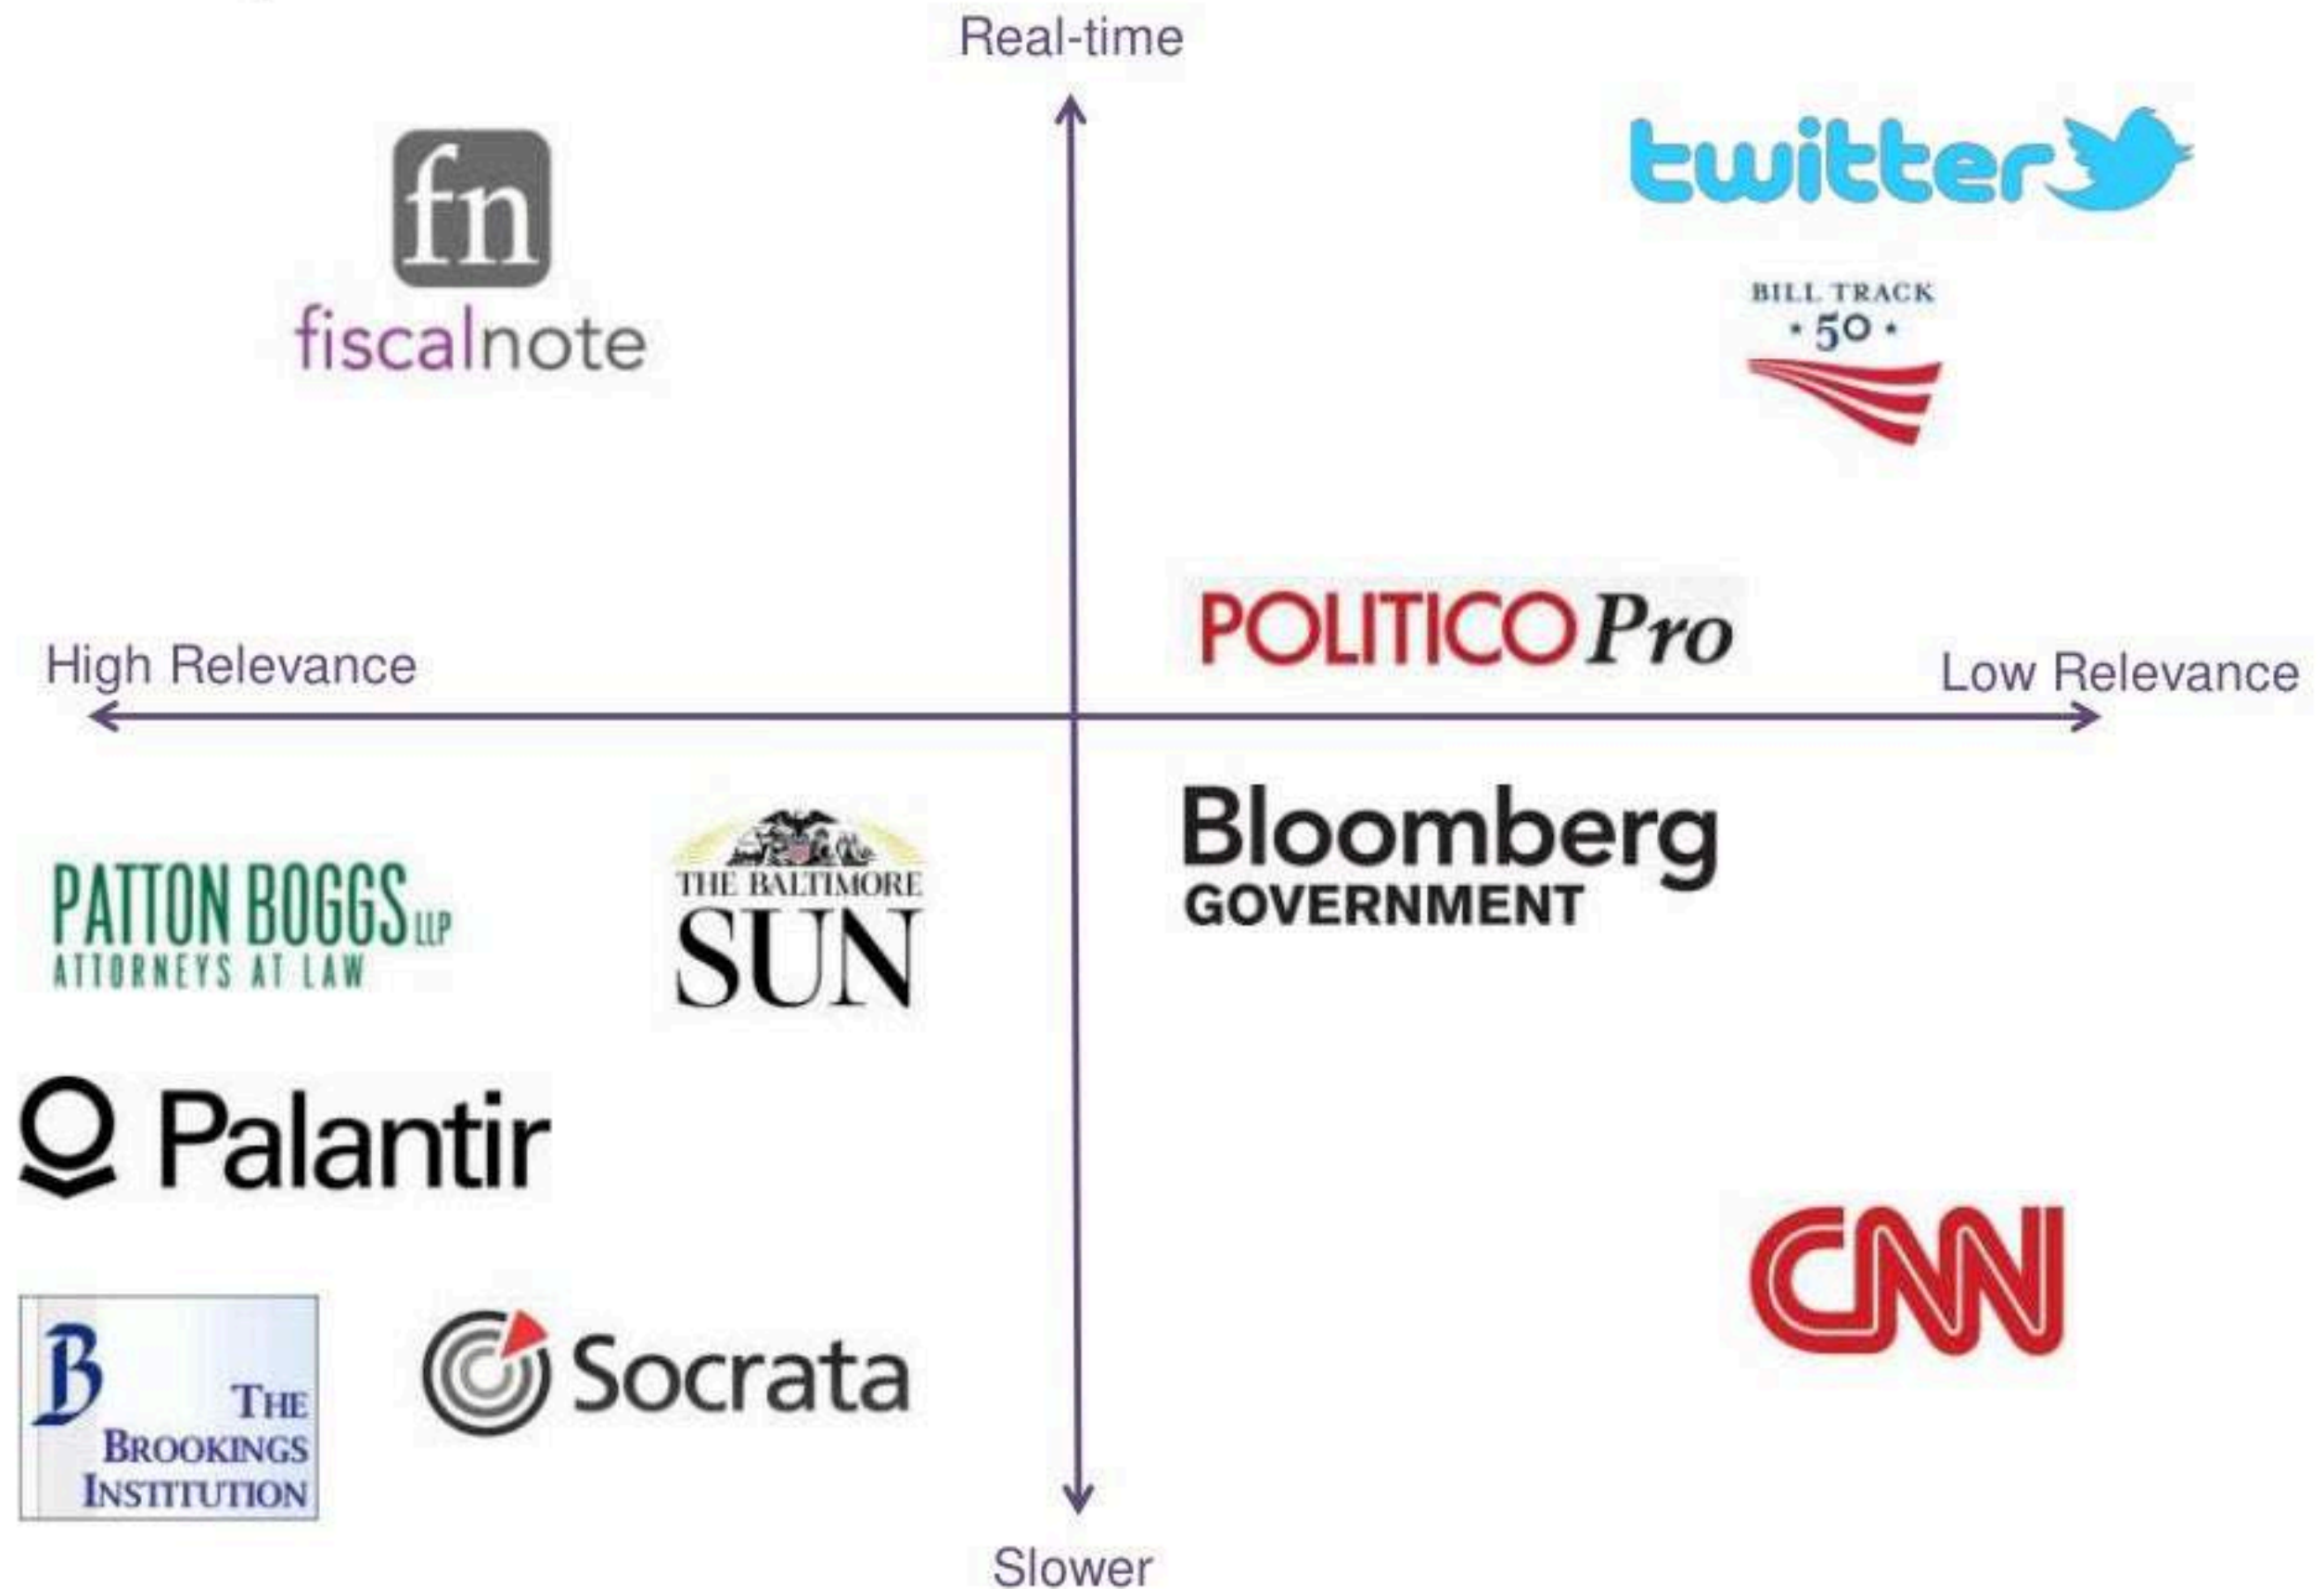 Real-time
fn
fiscalnote
twitter
BILL TRACK
★ 50 ★
POLITICO Pro
High Relevance
Low Relevance
PATTON BOGGS LLP
ATTORNEYS AT LAW
THE BALTIMORE
SUN
Bloomberg
GOVERNMENT
Palantir
CNN
B
THE
BROOKINGS
INSTITUTION
Socrata
Slower